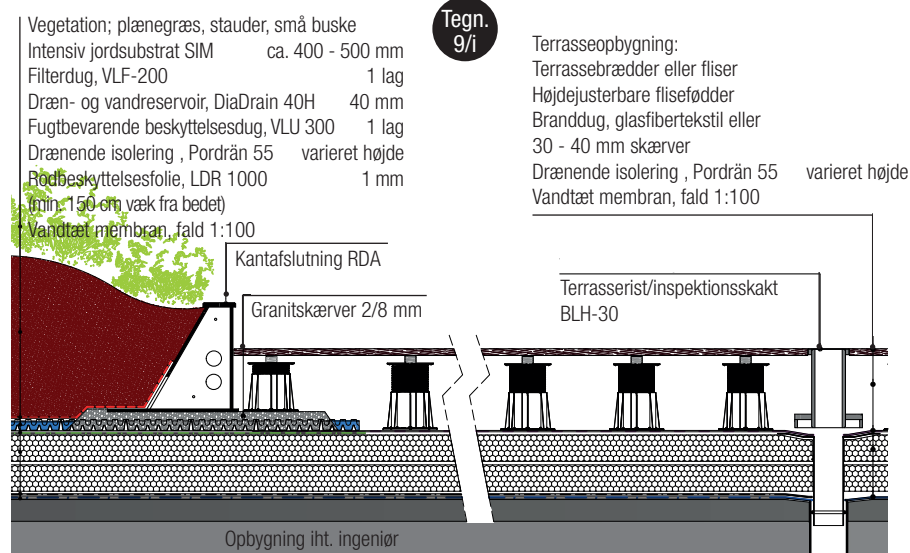 Vegetation; plænegræs, stauder, små buske
Intensiv jordsubstrat SIM ca. 400 - 500 mm
Filterdug, VLF-200 1 lag
Dræn- og vandreservoir, DiaDrain 40H 40 mm
Fugtbevarende beskyttelsesdug, VLU 300 1 lag
Drænende isolering , Pordrän 55 varieret højde
Rodbeskyttelsesfolie, LDR 1000 1 mm
(min. 150 cm væk fra bedet)
Vandtæt membran, fald 1:100
Tegn.
9/i
Terrasseopbygning:
Terrassebrædder eller fliser
Højdejusterbare flisefødder
Branddug, glasfibertekstil eller
30 - 40 mm skærver
Drænende isolering , Pordrän 55 varieret højde
Vandtæt membran, fald 1:100
Kantafslutning RDA
Granitskærver 2/8 mm
Terrasserist/inspektionsskakt
BLH-30
Opbygning iht. ingeniør